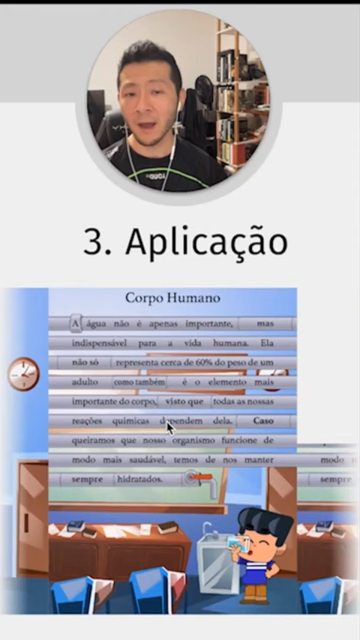 3. Aplicação
Corpo Humano
A água não é apenas importante, mas
indispensável para a vida humana. Ela
não só representa cerca de 60% do peso de um
adulto como também é o elemento mais
importante do corpo, visto que todas as nossas
reações químicas dependem dela. Caso
queiramos que nosso organismo funcione de
modo mais saudável, temos de nos manter
sempre hidratados.
modo
sempre